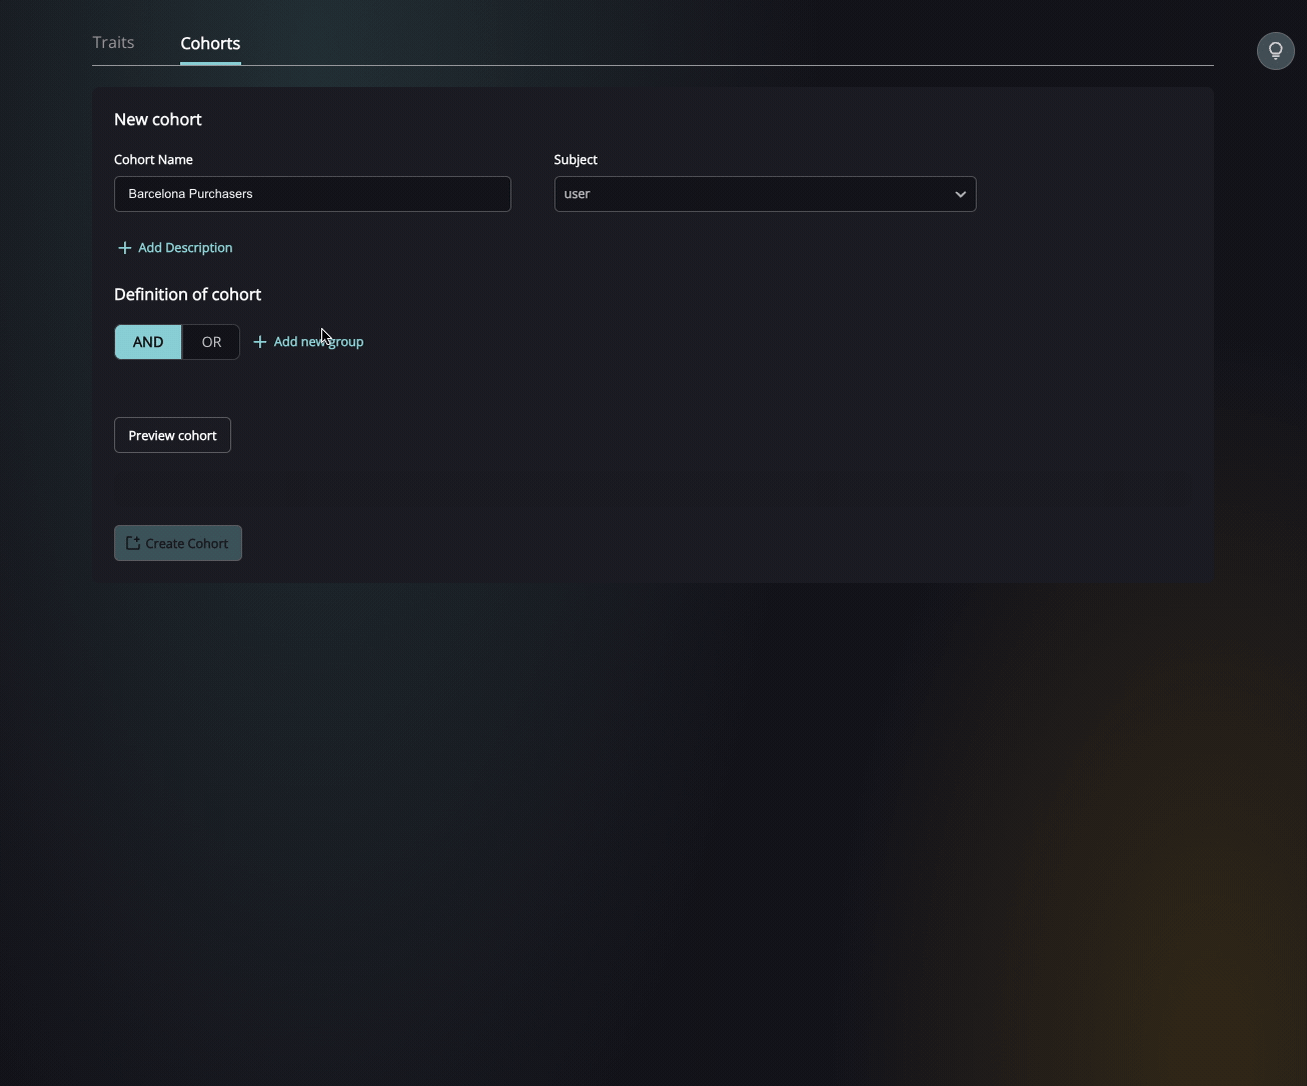 Traits
Cohorts
New cohort
Cohort Name
Subject
Barcelona Purchasers
user
Add Description
Definition of cohort
AND
OR
Add new group
Preview cohort
Create Cohort